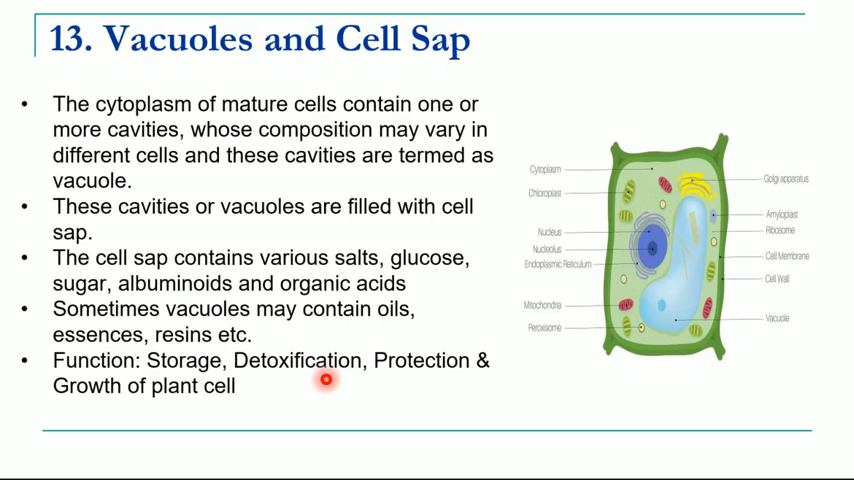 13. Vacuoles and Cell Sap
• The cytoplasm of mature cells contain one or
more cavities, whose composition may vary in
different cells and these cavities are termed as
vacuole.
• These cavities or vacuoles are filled with cell
sap.
• The cell sap contains various salts, glucose,
sugar, albuminoids and organic acids
• Sometimes vacuoles may contain oils,
essences, resins etc.
• Function: Storage, Detoxification, Protection &
Growth of plant cell
Cytoplasm
Chloroplast
Nucleus
Nucleolus
Endoplasmic Reticulum
Mitochondria
Peroxisome
Golgi apparatus
Amyloplast
Ribosome
Cell Membrane
Cell Wall
Vacuole